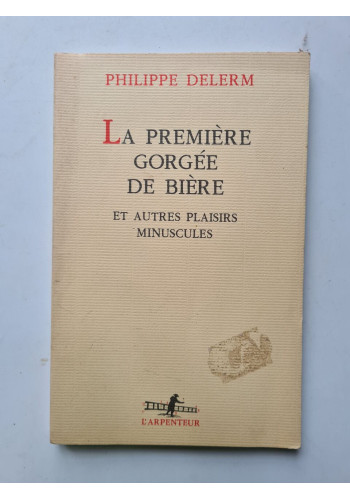 PHILIPPE DELERM
LA PREMIÈRE
GORGÉE
DE BIÈRE
ET AUTRES PLAISIRS
MINUSCULES
L'ARPENTEUR